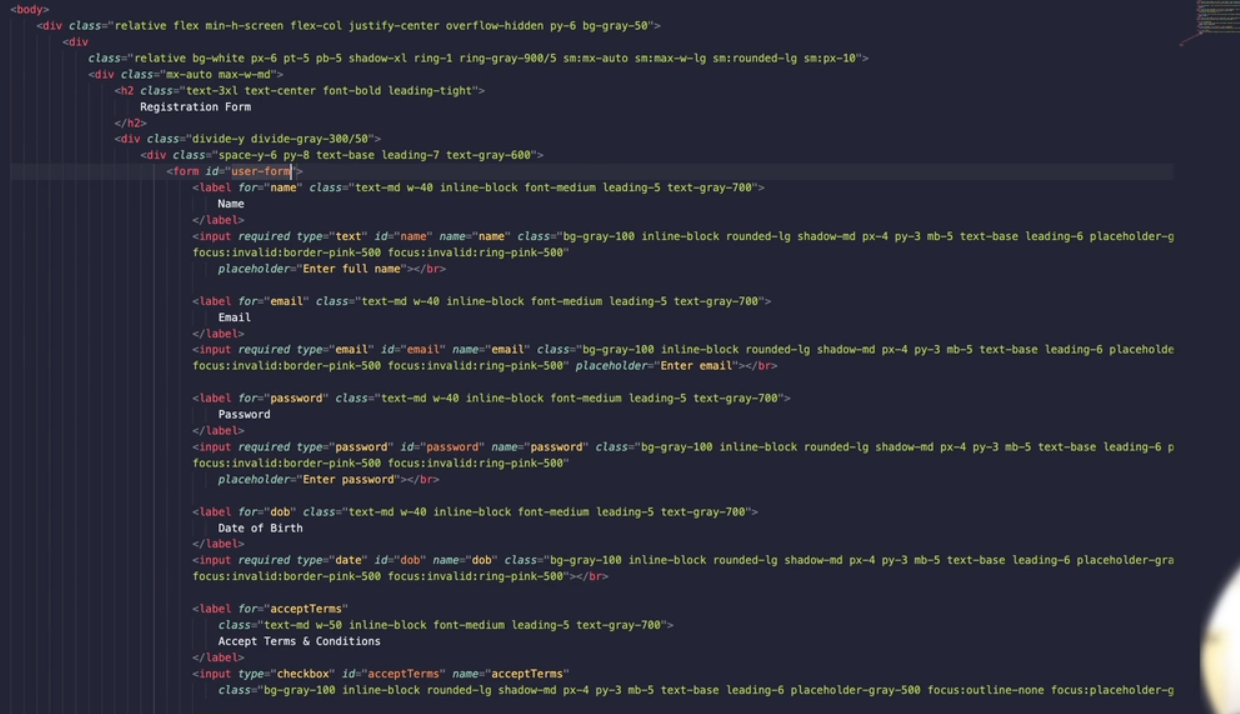 <body>
<div class="relative flex min-h-screen flex-col justify-center overflow-hidden py-6 bg-gray-50">
<div
class="relative bg-white px-6 pt-5 pb-5 shadow-xl ring-1 ring-gray-900/5 sm:mx-auto sm:max-w-lg sm:rounded-lg sm:px-10">
<div class="mx-auto max-w-md">
<h2 class="text-3xl text-center font-bold leading-tight">
Registration Form
</h2>
<div class="divide-y divide-gray-300/50">
<div class="space-y-6 py-8 text-base leading-7 text-gray-600">
<form id="user-form">
<label for="name" class="text-md w-40 inline-block font-medium leading-5 text-gray-700">
Name
</label>
<input required type="text" id="name" name="name" class="bg-gray-100 inline-block rounded-lg shadow-md px-4 py-3 mb-5 text-base leading-6 placeholder-g
focus:invalid:border-pink-500 focus:invalid:ring-pink-500"
placeholder="Enter full name"></br>
<label for="email" class="text-md w-40 inline-block font-medium leading-5 text-gray-700">
Email
</label>
<input required type="email" id="email" name="email" class="bg-gray-100 inline-block rounded-lg shadow-md px-4 py-3 mb-5 text-base leading-6 placeholde
focus:invalid:border-pink-500 focus:invalid:ring-pink-500" placeholder="Enter email"></br>
<label for="password" class="text-md w-40 inline-block font-medium leading-5 text-gray-700">
Password
</label>
<input required type="password" id="password" name="password" class="bg-gray-100 inline-block rounded-lg shadow-md px-4 py-3 mb-5 text-base leading-6 p
focus:invalid:border-pink-500 focus:invalid:ring-pink-500"
placeholder="Enter password"></br>
<label for="dob" class="text-md w-40 inline-block font-medium leading-5 text-gray-700">
Date of Birth
</label>
<input required type="date" id="dob" name="dob" class="bg-gray-100 inline-block rounded-lg shadow-md px-4 py-3 mb-5 text-base leading-6 placeholder-gra
focus:invalid:border-pink-500 focus:invalid:ring-pink-500"></br>
<label for="acceptTerms"
class="text-md w-50 inline-block font-medium leading-5 text-gray-700">
Accept Terms & Conditions
</label>
<input type="checkbox" id="acceptTerms" name="acceptTerms"
class="bg-gray-100 inline-block rounded-lg shadow-md px-4 py-3 mb-5 text-base leading-6 placeholder-gray-500 focus:outline-none focus:placeholder-g